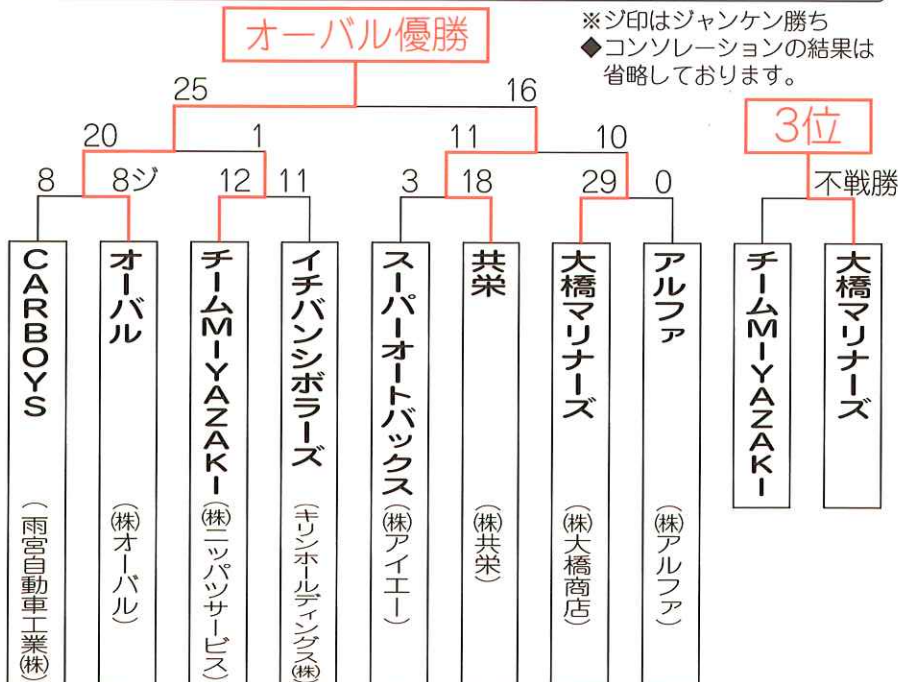 オーバル優勝
※ジ印はジャンケン勝ち
◆コンソレーションの結果は
省略しております。
25
16
3位
20
1
11
10
8
8ジ
12
11
3
18
29
0
不戦勝
CARBOYS
(雨宮自動車工業㈱)
オーバル
(㈱オーバル)
チームMIYAZAKI
(㈱ニッパツサービス)
イチバンシボラーズ
(キリンホールディングス㈱)
スーパーオートバックス
(㈱アイエー)
共栄
(㈱共栄)
大橋マリナーズ
(㈱大橋商店)
アルファ
(㈱アルファ)
チームMIYAZAKI
大橋マリナーズ